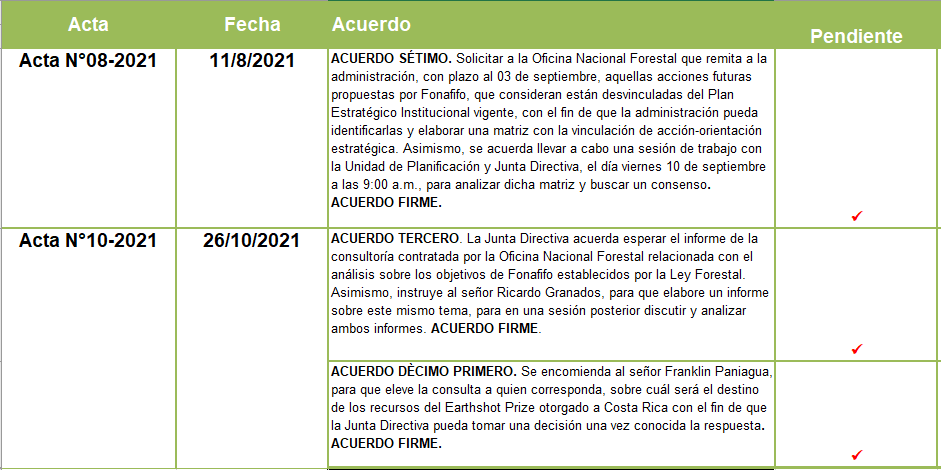 Acta
Fecha
Acuerdo
Pendiente
Acta N°08-2021
11/8/2021
ACUERDO SÉTIMO. Solicitar a la Oficina Nacional Forestal que remita a la
administración, con plazo al 03 de septiembre, aquellas acciones futuras
propuestas por Fonafifo, que consideran están desvinculadas del Plan
Estratégico Institucional vigente, con el fin de que la administración pueda
identificarlas y elaborar una matriz con la vinculación de acción-orientación
estratégica. Asimismo, se acuerda llevar a cabo una sesión de trabajo con
la Unidad de Planificación y Junta Directiva, el día viernes 10 de septiembre
a las 9:00 a.m., para analizar dicha matriz y buscar un consenso.
ACUERDO FIRME.
✓
Acta N°10-2021
26/10/2021
ACUERDO TERCERO. La Junta Directiva acuerda esperar el informe de la
consultoría contratada por la Oficina Nacional Forestal relacionada con el
análisis sobre los objetivos de Fonafifo establecidos por la Ley Forestal.
Asimismo, instruye al señor Ricardo Granados, para que elabore un informe
sobre este mismo tema, para en una sesión posterior discutir y analizar
ambos informes. ACUERDO FIRME.
✓
ACUERDO DÈCIMO PRIMERO. Se encomienda al señor Franklin Paniagua,
para que eleve la consulta a quien corresponda, sobre cuál será el destino
de los recursos del Earthshot Prize otorgado a Costa Rica con el fin de que
la Junta Directiva pueda tomar una decisión una vez conocida la respuesta.
ACUERDO FIRME.
✓